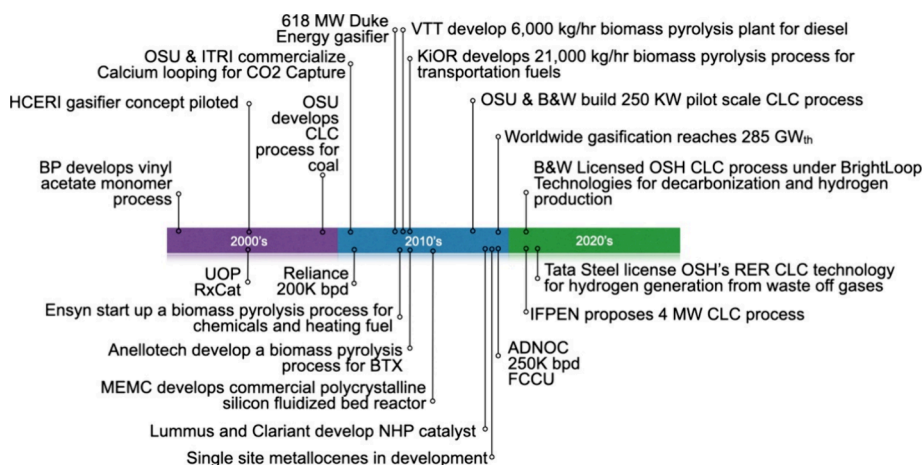 618 MW Duke
Energy gasifier
VTT develop 6,000 kg/hr biomass pyrolysis plant for diesel
OSU & ITRI commercialize
Calcium looping for CO2 Capture
KiOR develops 21,000 kg/hr biomass pyrolysis process for
transportation fuels
HCERI gasifier concept piloted
OSU
develops
CLC
process for
coal
OSU & B&W build 250 KW pilot scale CLC process
Worldwide gasification reaches 285 GWth
BP develops vinyl
acetate monomer
process
B&W Licensed OSH CLC process under BrightLoop
Technologies for decarbonization and hydrogen
production
2000's
2010's
2020's
UOP
RxCat
Reliance
200K bpd
Tata Steel license OSH's RER CLC technology
for hydrogen generation from waste off gases
Ensyn start up a biomass pyrolysis process for
chemicals and heating fuel
IFPEN proposes 4 MW CLC process
Anellotech develop a biomass pyrolysis
process for BTX
ADNOC
250K bpd
FCCU
MEMC develops commercial polycrystalline
silicon fluidized bed reactor
Lummus and Clariant develop NHP catalyst
Single site metallocenes in development